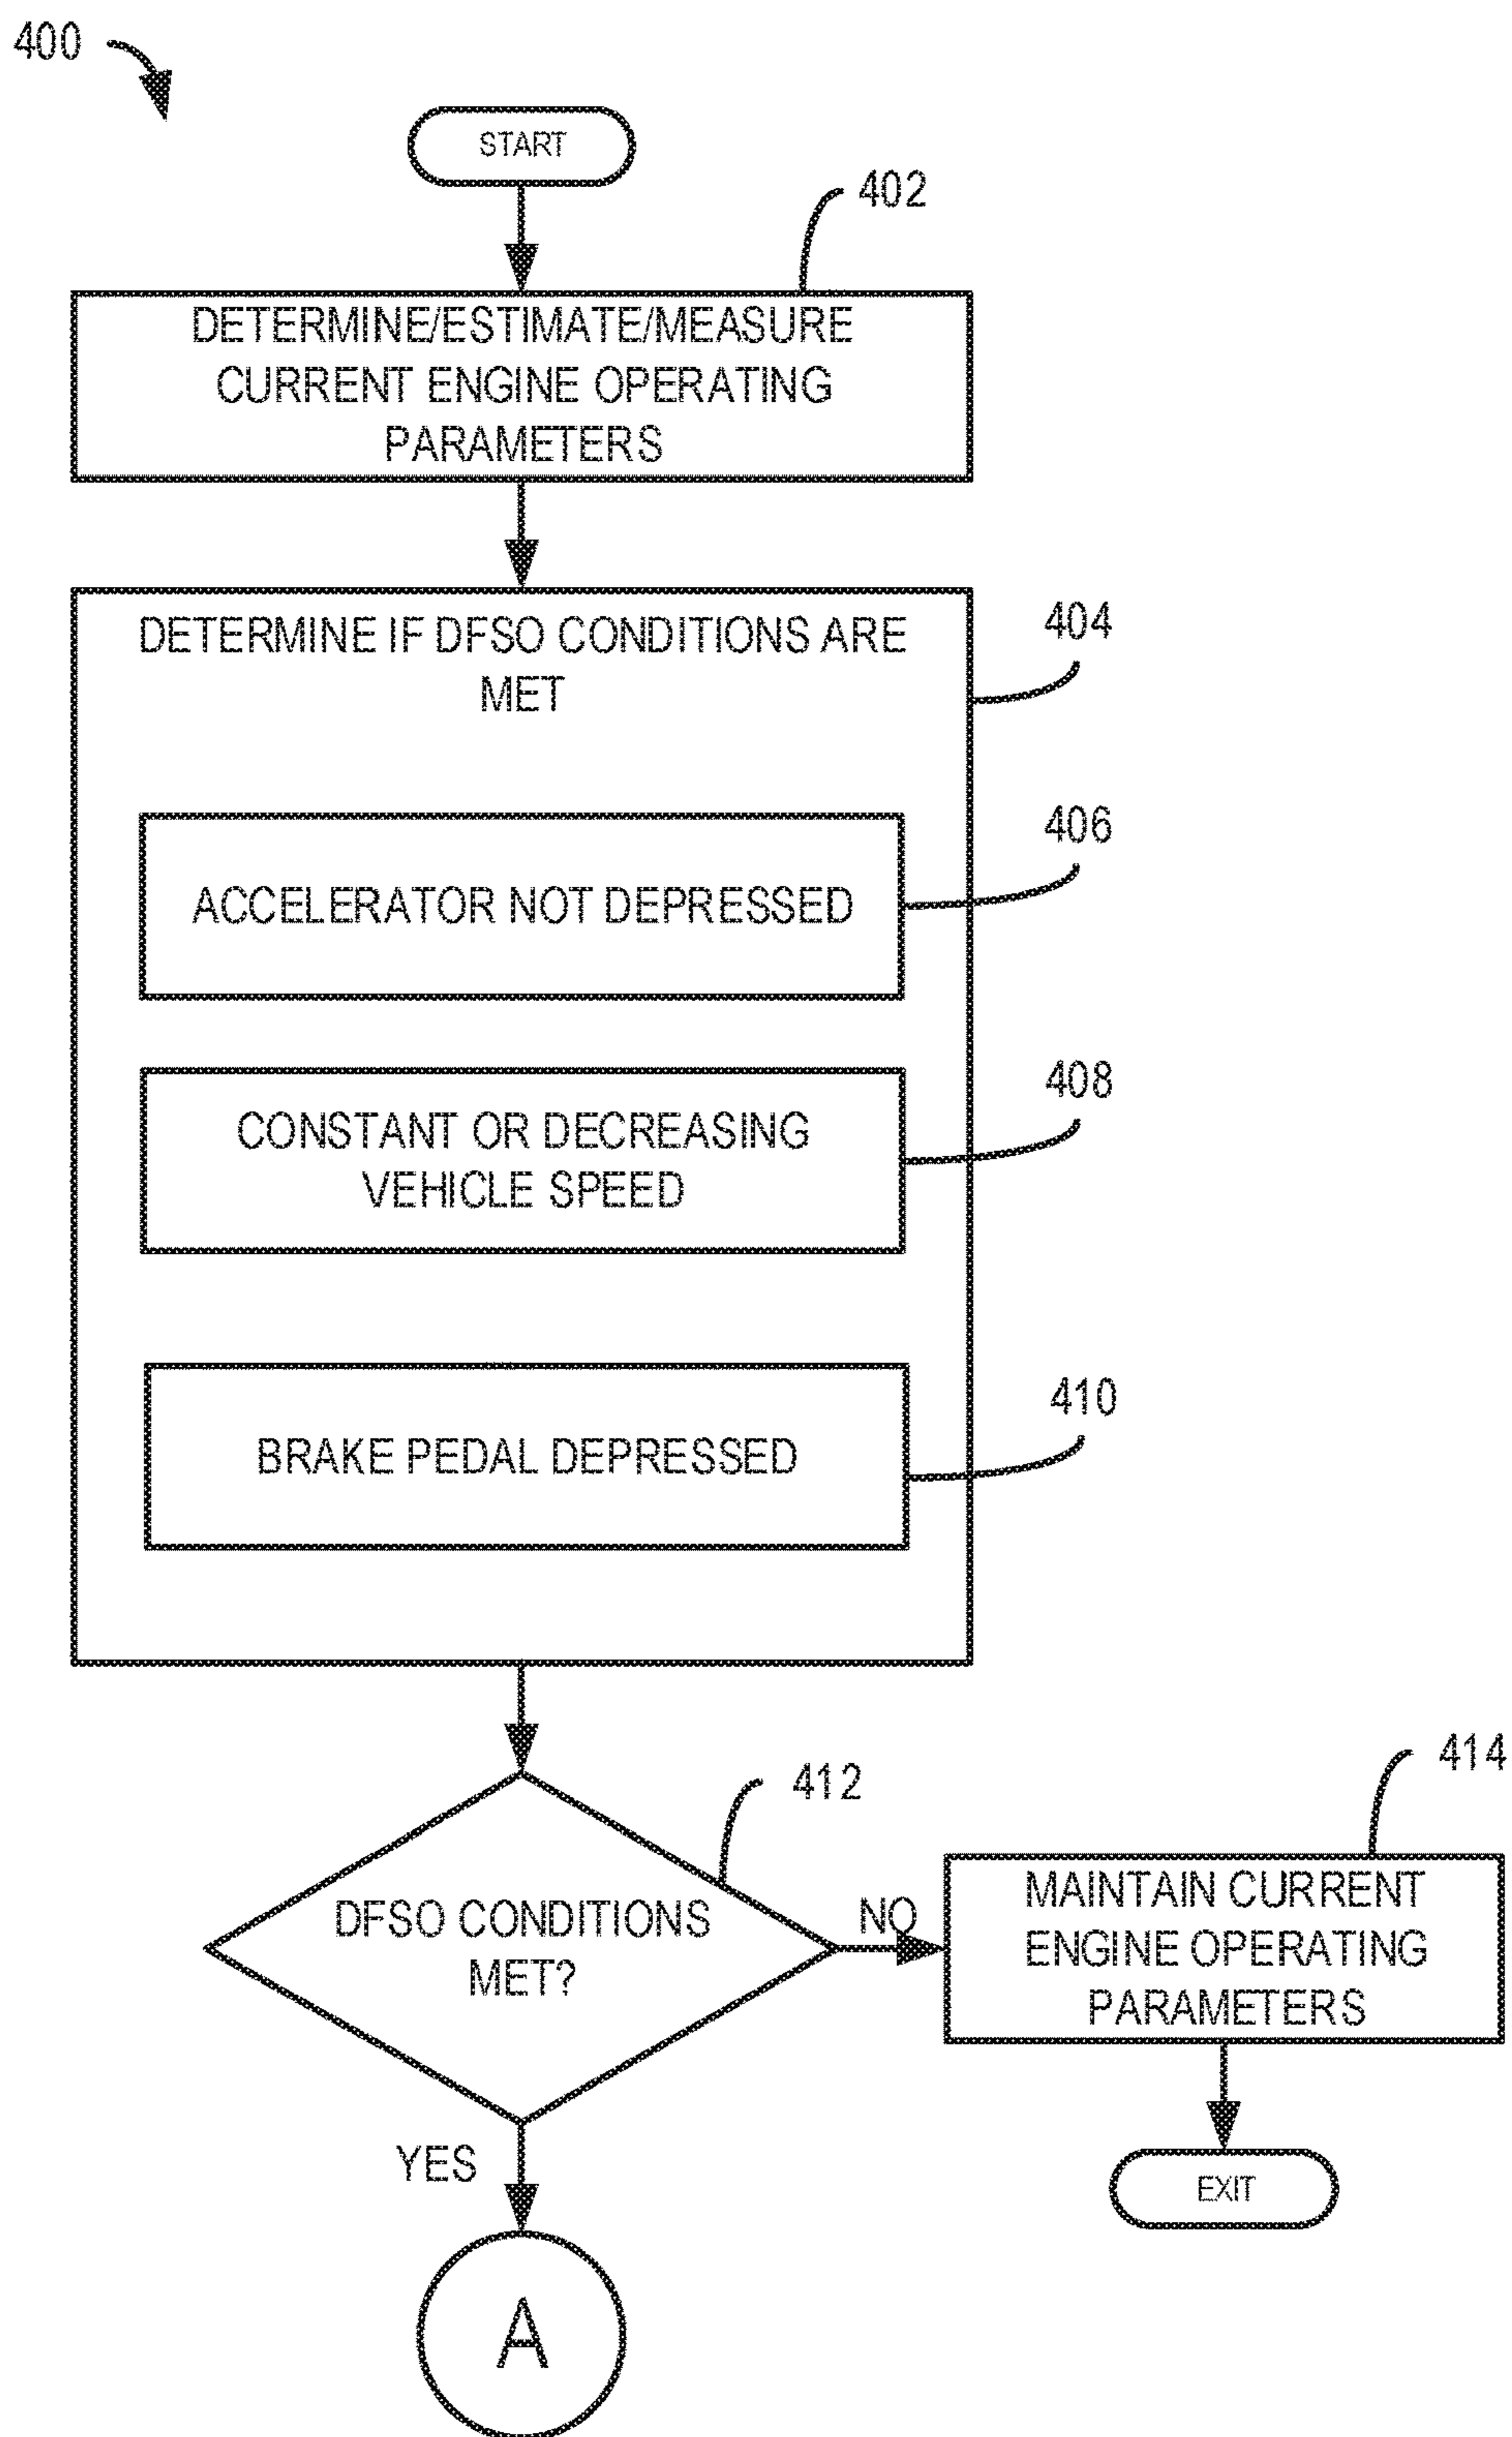 400
START
402
DETERMINE/ESTIMATE/MEASURE
CURRENT ENGINE OPERATING
PARAMETERS
DETERMINE IF DFSO CONDITIONS ARE
MET
404
ACCELERATOR NOT DEPRESSED
406
CONSTANT OR DECREASING
VEHICLE SPEED
408
BRAKE PEDAL DEPRESSED
410
DFSO CONDITIONS
MET?
412
NO
MAINTAIN CURRENT
ENGINE OPERATING
PARAMETERS
414
EXIT
YES
A